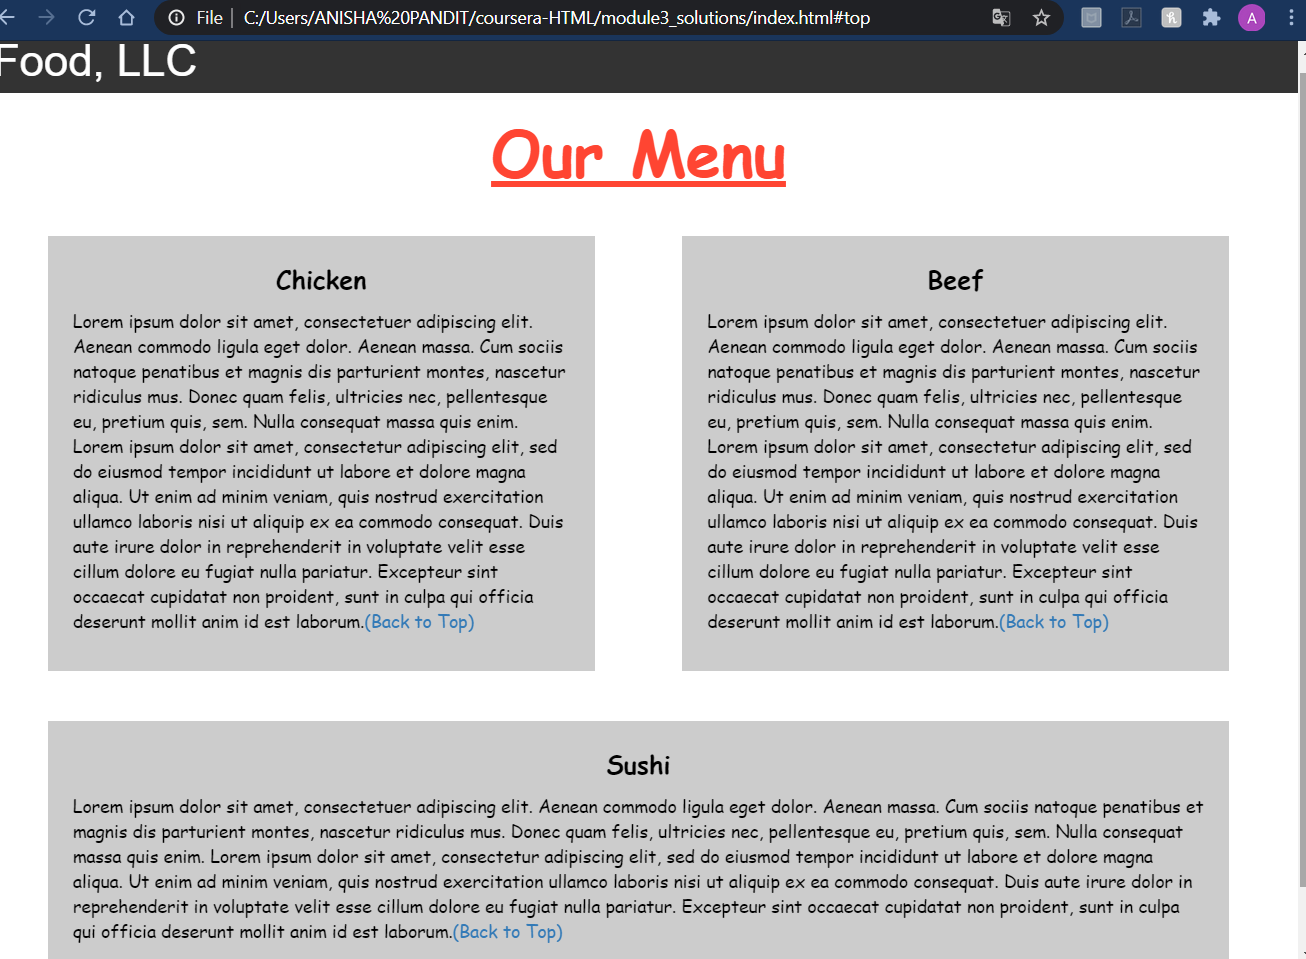 File | C:/Users/ANISHA%20PANDIT/coursera-HTML/module3_solutions/index.html#top
A
Food, LLC
Our Menu
Chicken
Lorem ipsum dolor sit amet, consectetuer adipiscing elit.
Aenean commodo ligula eget dolor. Aenean massa. Cum sociis
natoque penatibus et magnis dis parturient montes, nascetur
ridiculus mus. Donec quam felis, ultricies nec, pellentesque
eu, pretium quis, sem. Nulla consequat massa quis enim.
Lorem ipsum dolor sit amet, consectetur adipiscing elit, sed
do eiusmod tempor incididunt ut labore et dolore magna
aliqua. Ut enim ad minim veniam, quis nostrud exercitation
ullamco laboris nisi ut aliquip ex ea commodo consequat. Duis
aute irure dolor in reprehenderit in voluptate velit esse
cillum dolore eu fugiat nulla pariatur. Excepteur sint
occaecat cupidatat non proident, sunt in culpa qui officia
deserunt mollit anim id est laborum.(Back to Top)
Beef
Lorem ipsum dolor sit amet, consectetuer adipiscing elit.
Aenean commodo ligula eget dolor. Aenean massa. Cum sociis
natoque penatibus et magnis dis parturient montes, nascetur
ridiculus mus. Donec quam felis, ultricies nec, pellentesque
eu, pretium quis, sem. Nulla consequat massa quis enim.
Lorem ipsum dolor sit amet, consectetur adipiscing elit, sed
do eiusmod tempor incididunt ut labore et dolore magna
aliqua. Ut enim ad minim veniam, quis nostrud exercitation
ullamco laboris nisi ut aliquip ex ea commodo consequat. Duis
aute irure dolor in reprehenderit in voluptate velit esse
cillum dolore eu fugiat nulla pariatur. Excepteur sint
occaecat cupidatat non proident, sunt in culpa qui officia
deserunt mollit anim id est laborum.(Back to Top)
Sushi
Lorem ipsum dolor sit amet, consectetuer adipiscing elit. Aenean commodo ligula eget dolor. Aenean massa. Cum sociis natoque penatibus et
magnis dis parturient montes, nascetur ridiculus mus. Donec quam felis, ultricies nec, pellentesque eu, pretium quis, sem. Nulla consequat
massa quis enim. Lorem ipsum dolor sit amet, consectetur adipiscing elit, sed do eiusmod tempor incididunt ut labore et dolore magna
aliqua. Ut enim ad minim veniam, quis nostrud exercitation ullamco laboris nisi ut aliquip ex ea commodo consequat. Duis aute irure dolor in
reprehenderit in voluptate velit esse cillum dolore eu fugiat nulla pariatur. Excepteur sint occaecat cupidatat non proident, sunt in culpa
qui officia deserunt mollit anim id est laborum.(Back to Top)